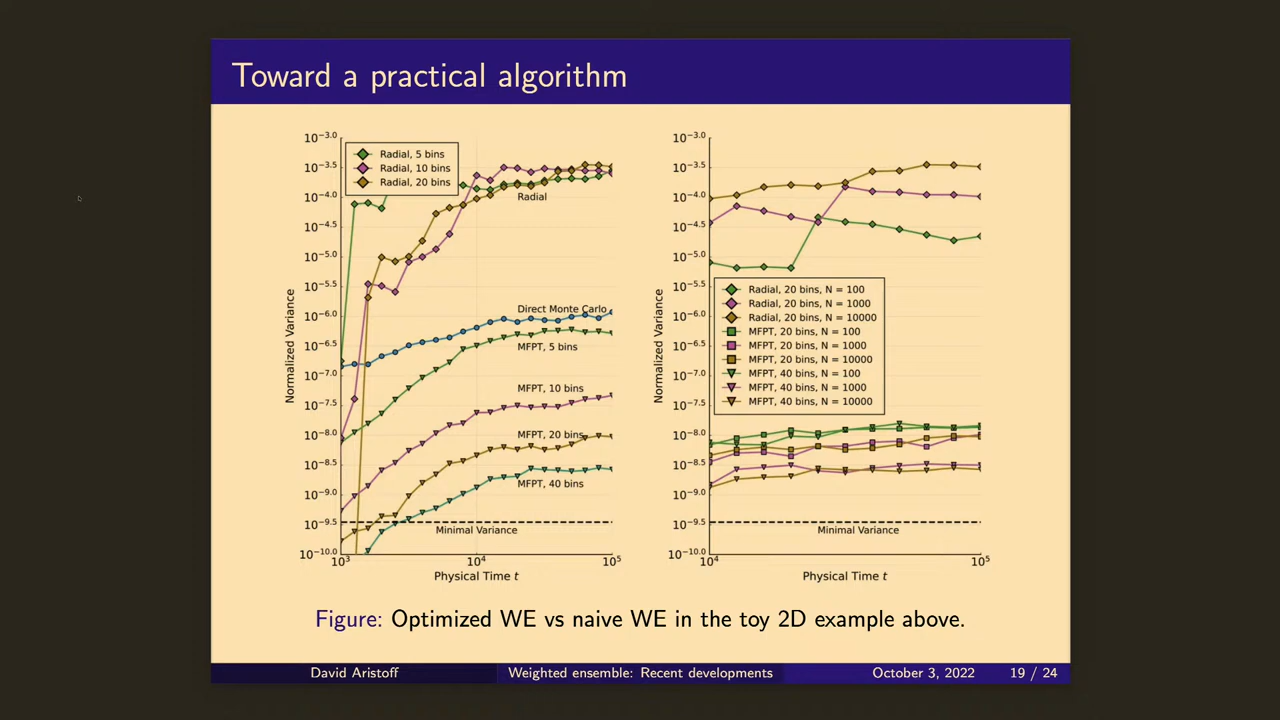 Toward a practical algorithm
10^−3.0
10^−3.5
10^−4.0
10^−4.5
10^−5.0
10^−5.5
10^−6.0
10^−6.5
10^−7.0
10^−7.5
10^−8.0
10^−8.5
10^−9.0
10^−9.5
10^−10.0
Normalized Variance
Radial, 5 bins
Radial, 10 bins
Radial, 20 bins
Radial
Direct Monte Carlo
MFPT, 5 bins
MFPT, 10 bins
MFPT, 20 bins
MFPT, 40 bins
Minimal Variance
10^3 10^4 10^5
Physical Time t
10^−3.0
10^−3.5
10^−4.0
10^−4.5
10^−5.0
10^−5.5
10^−6.0
10^−6.5
10^−7.0
10^−7.5
10^−8.0
10^−8.5
10^−9.0
10^−9.5
10^−10.0
Normalized Variance
Radial, 20 bins, N = 100
Radial, 20 bins, N = 1000
Radial, 20 bins, N = 10000
MFPT, 20 bins, N = 100
MFPT, 20 bins, N = 1000
MFPT, 20 bins, N = 10000
MFPT, 40 bins, N = 100
MFPT, 40 bins, N = 1000
MFPT, 40 bins, N = 10000
Minimal Variance
10^4 10^5
Physical Time t
Figure: Optimized WE vs naive WE in the toy 2D example above.
David Aristoff Weighted ensemble: Recent developments October 3, 2022 19 / 24